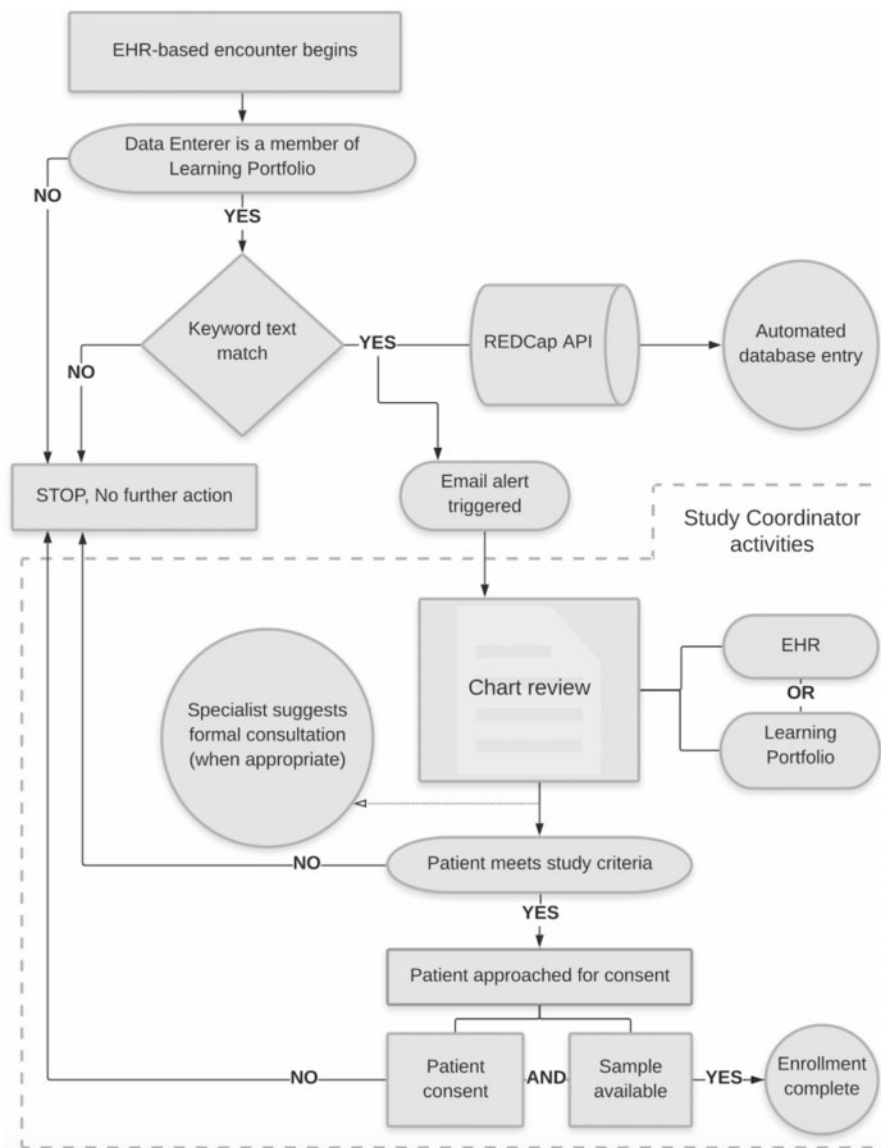 EHR-based encounter begins
Data Enterer is a member of
Learning Portfolio
NO
YES
Keyword text
match
YES
NO
REDCap API
Automated
database entry
STOP, No further action
Email alert
triggered
Study Coordinator
activities
Chart review
EHR
OR
Learning
Portfolio
Specialist suggests
formal consultation
(when appropriate)
Patient meets study criteria
NO
YES
Patient approached for consent
NO
Patient
consent
AND
Sample
available
YES
Enrollment
complete